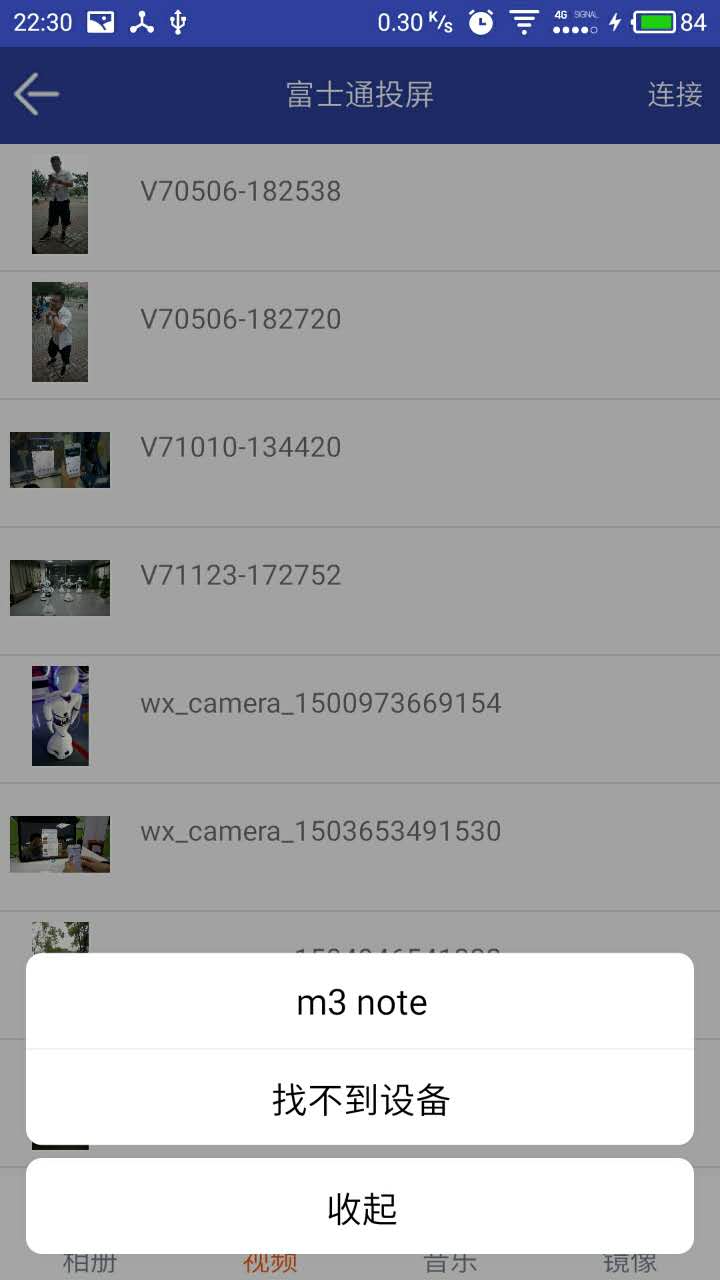 22:30 0.30 K/s 4G SIGNAL 84
富士通投屏 连接
V70506-182538
V70506-182720
V71010-134420
V71123-172752
wx_camera_1500973669154
wx_camera_1503653491530
m3 note
找不到设备
收起
相册 视频 音乐 镜像